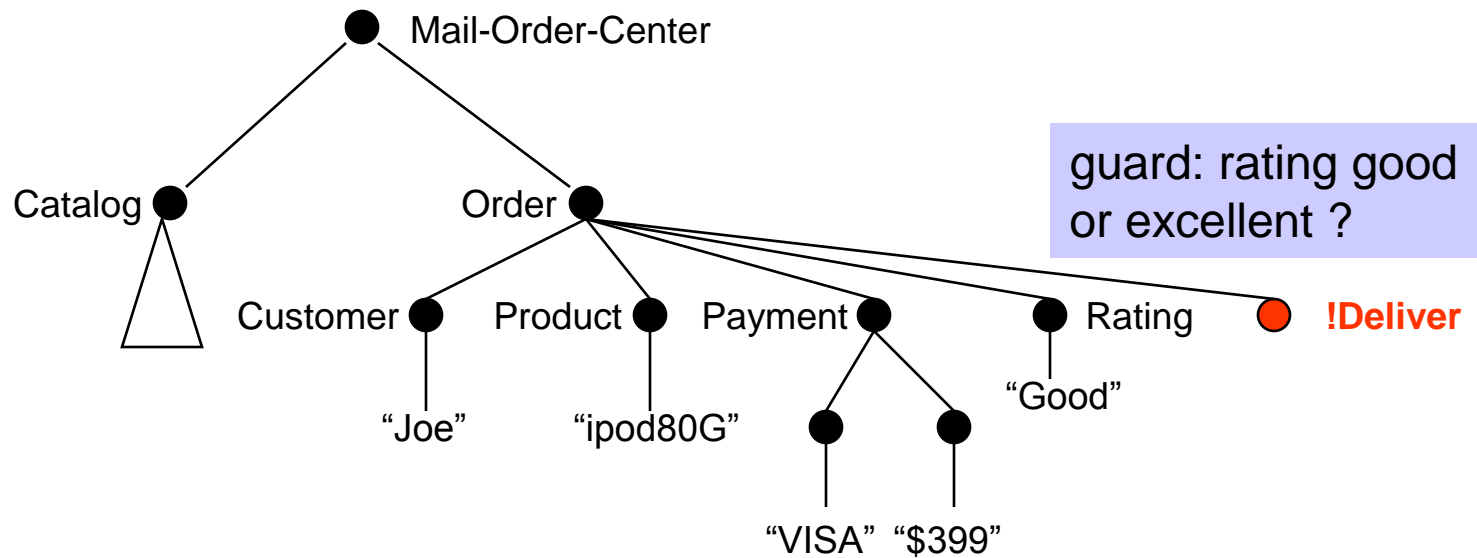 Mail-Order-Center
guard: rating good
or excellent ?
Catalog
Order
Customer
Product
Payment
Rating
!Deliver
“Joe”
“ipod80G”
“Good”
“VISA”
“$399”